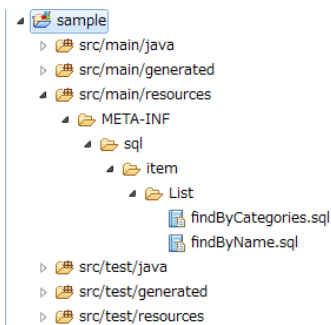 sample
src/main/java
src/main/generated
src/main/resources
META-INF
sql
item
List
findByCategories.sql
findByName.sql
src/test/java
src/test/generated
src/test/resources